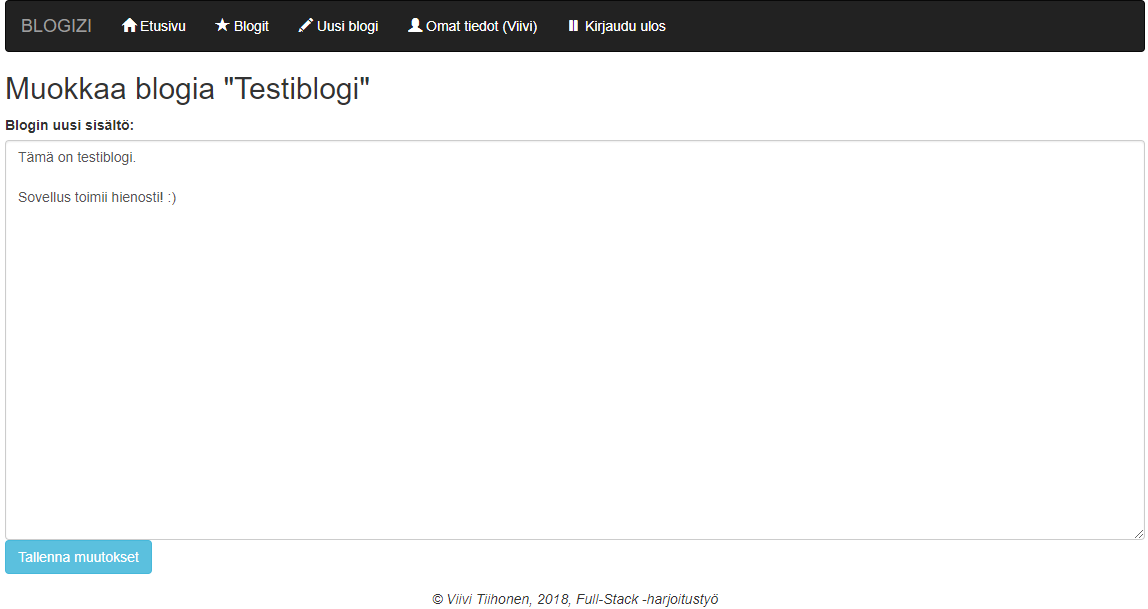 BLOGIZI Etusivu Blogit Uusi blogi Omat tiedot (Viivi) Kirjaudu ulos
Muokkaa blogia "Testiblogi"
Blogin uusi sisältö:
Tämä on testiblogi.
Sovellus toimii hienosti! :)
Tallenna muutokset
© Viivi Tiihonen, 2018, Full-Stack -harjoitustyö